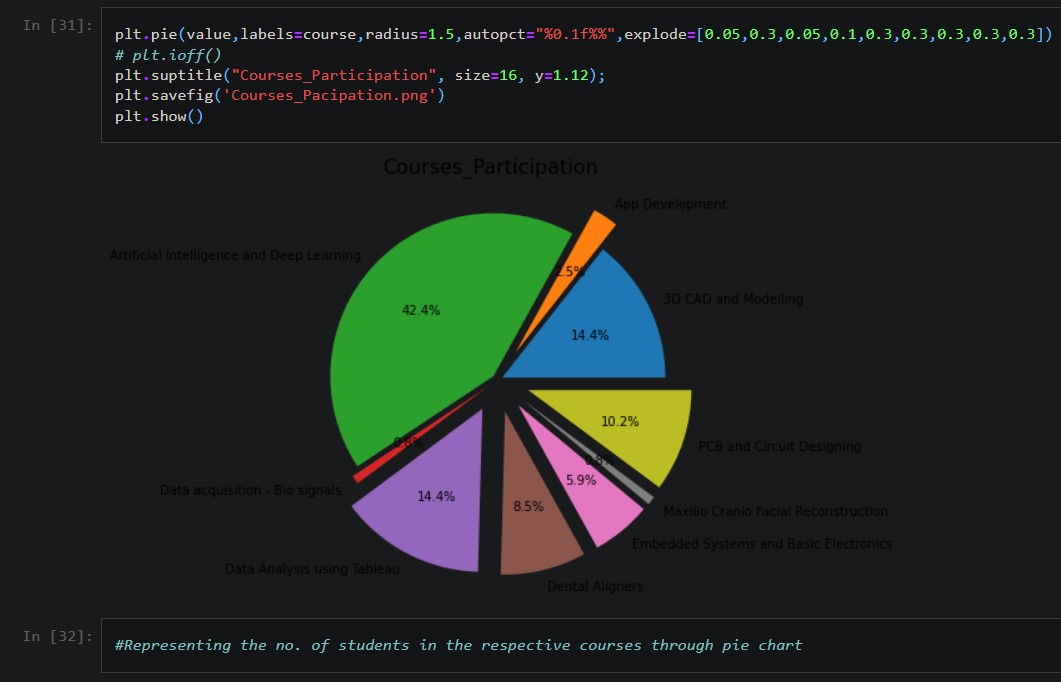 In [31]:
plt.pie(value,labels=course,radius=1.5,autopct="%0.1f%%",explode=[0.05,0.3,0.05,0.1,0.3,0.3,0.3,0.3,0.3])
# plt.ioff()
plt.suptitle("Courses_Participation", size=16, y=1.12);
plt.savefig('Courses_Pacipation.png')
plt.show()
Courses_Participation
App Development
Artificial Intelligence and Deep Learning
2.5%
3D CAD and Modelling
42.4%
14.4%
10.2%
0.8%
PCB and Circuit Designing
0.8%
5.9%
Data acquisition - Bio signals
14.4%
8.5%
Maxillo Cranio Facial Reconstruction
Embedded Systems and Basic Electronics
Data Analysis using Tableau
Dental Aligners
In [32]:
#Representing the no. of students in the respective courses through pie chart